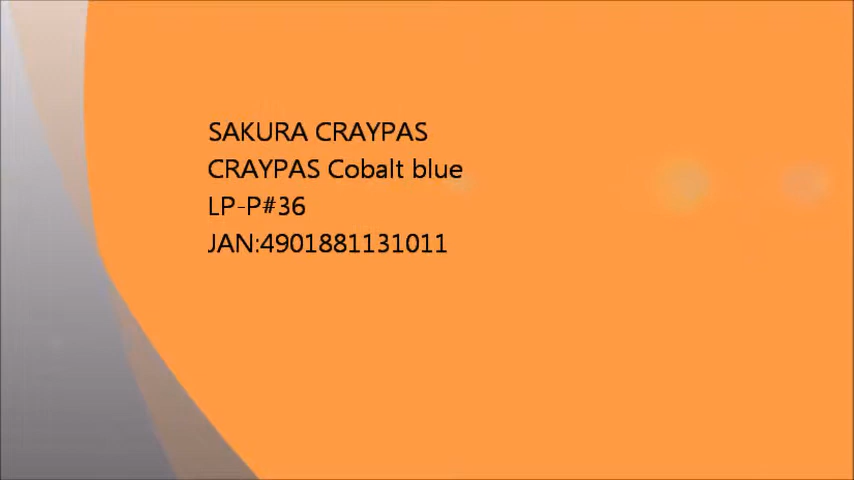 SAKURA CRAYPAS
CRAYPAS Cobalt blue
LP-P#36
JAN:4901881131011